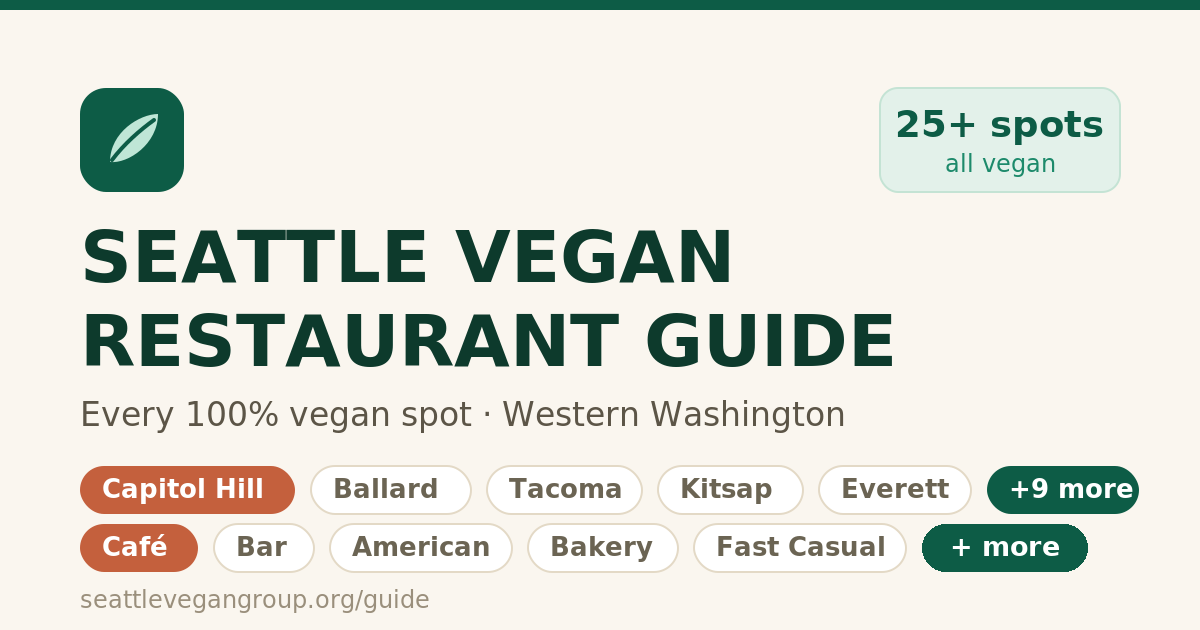 25+ spots
all vegan
SEATTLE VEGAN
RESTAURANT GUIDE
Every 100% vegan spot · Western Washington
Capitol Hill Ballard Tacoma Kitsap Everett +9 more
Café Bar American Bakery Fast Casual + more
seattlevegangroup.org/guide